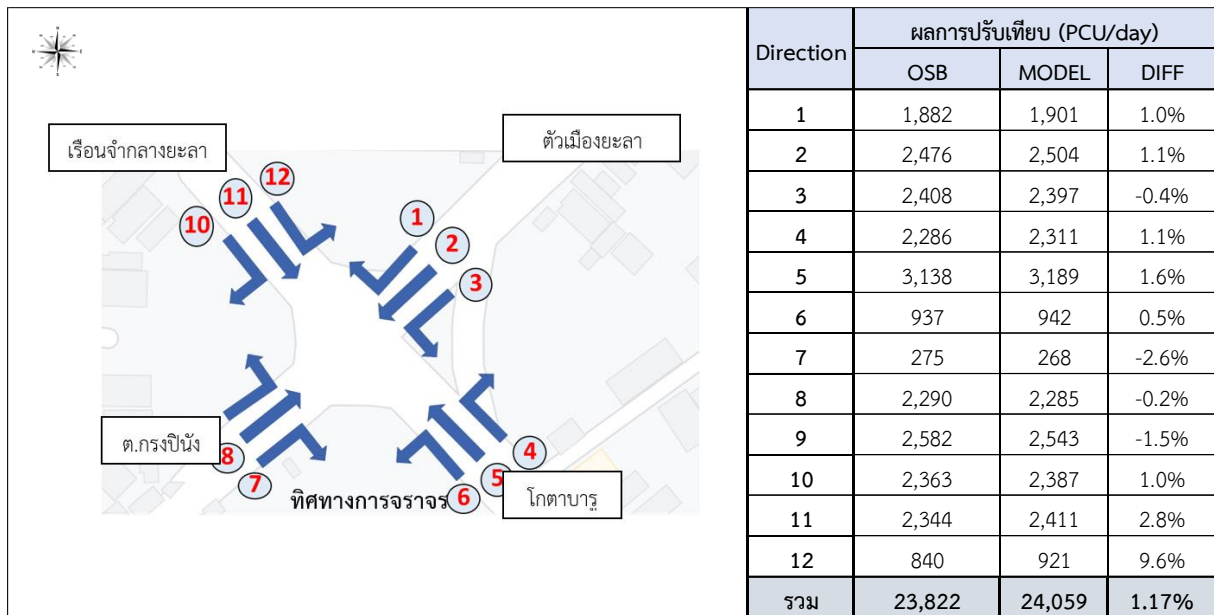 เรือนจำกลางยะลา
ตัวเมืองยะลา
12
11
10
1
2
3
ต.กรงปินัง
8
7
4
5
6
โกตาบารู
ทิศทางการจราจร
Direction ผลการปรับเทียบ (PCU/day)
OSB MODEL DIFF
1 1,882 1,901 1.0%
2 2,476 2,504 1.1%
3 2,408 2,397 -0.4%
4 2,286 2,311 1.1%
5 3,138 3,189 1.6%
6 937 942 0.5%
7 275 268 -2.6%
8 2,290 2,285 -0.2%
9 2,582 2,543 -1.5%
10 2,363 2,387 1.0%
11 2,344 2,411 2.8%
12 840 921 9.6%
รวม 23,822 24,059 1.17%